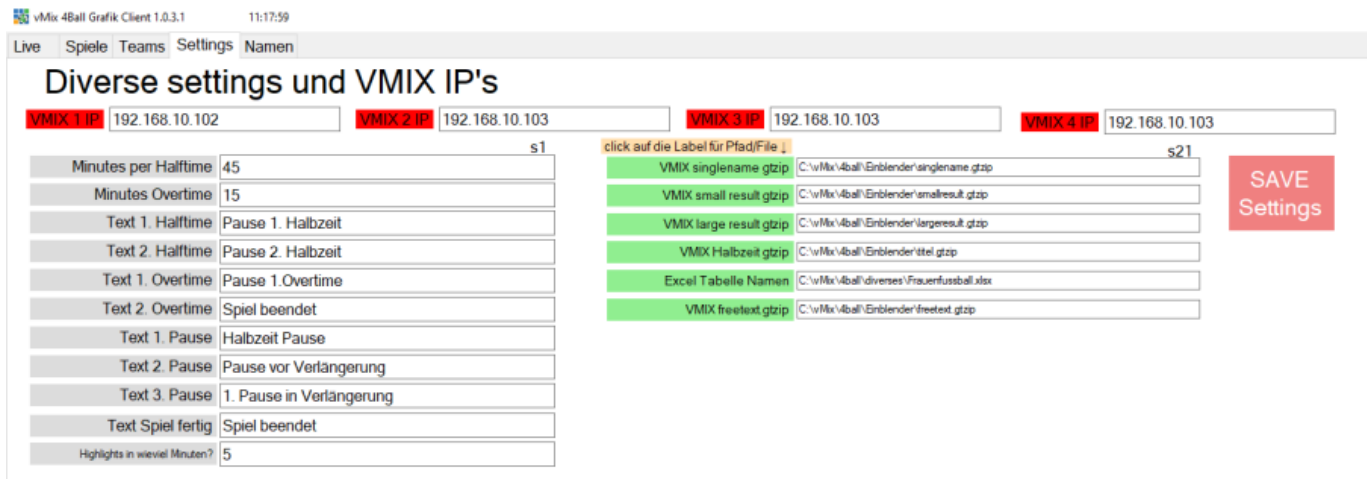 vMix 4Ball Grafik Client 1.0.3.1 11:17:59
Live Spiele Teams Settings Namen
Diverse settings und VMIX IP's
VMIX 1 IP 192.168.10.102 VMIX 2 IP 192.168.10.103 VMIX 3 IP 192.168.10.103 VMIX 4 IP 192.168.10.103
s1
Minutes per Halftime 45
Minutes Overtime 15
Text 1. Halftime Pause 1. Halbzeit
Text 2. Halftime Pause 2. Halbzeit
Text 1. Overtime Pause 1.Overtime
Text 2. Overtime Spiel beendet
Text 1. Pause Halbzeit Pause
Text 2. Pause Pause vor Verlängerung
Text 3. Pause 1. Pause in Verlängerung
Text Spiel fertig Spiel beendet
Highlights in wieviel Minuten? 5
click auf die Label für Pfad/File ↓
s21
VMIX singlename gtzip C:\vMix\4ball\Einblender\singlename.gtzip
VMIX small result gtzip C:\vMix\4ball\Einblender\smallresult.gtzip
VMIX large result gtzip C:\vMix\4ball\Einblender\largeresult.gtzip
VMIX Halbzeit gtzip C:\vMix\4ball\Einblender\titel.gtzip
Excel Tabelle Namen C:\vMix\4ball\diverses\Frauenfussball.xlsx
VMIX freetext.gtzip C:\vMix\4ball\Einblender\freetext.gtzip
SAVE
Settings